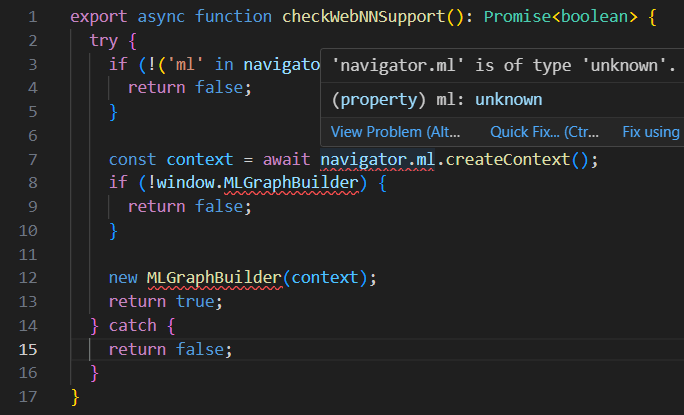 1 export async function checkWebNNSupport(): Promise<boolean> {
2 try {
3 if (!('ml' in navigato
'navigator.ml' is of type 'unknown'.
4 return false;
(property) ml: unknown
5 }
View Problem (Alt... Quick Fix... (Ctr... Fix using
6
7 const context = await navigator.ml.createContext();
8 if (!window.MLGraphBuilder) {
9 return false;
10 }
11
12 new MLGraphBuilder(context);
13 return true;
14 } catch {
15 return false;
16 }
17 }